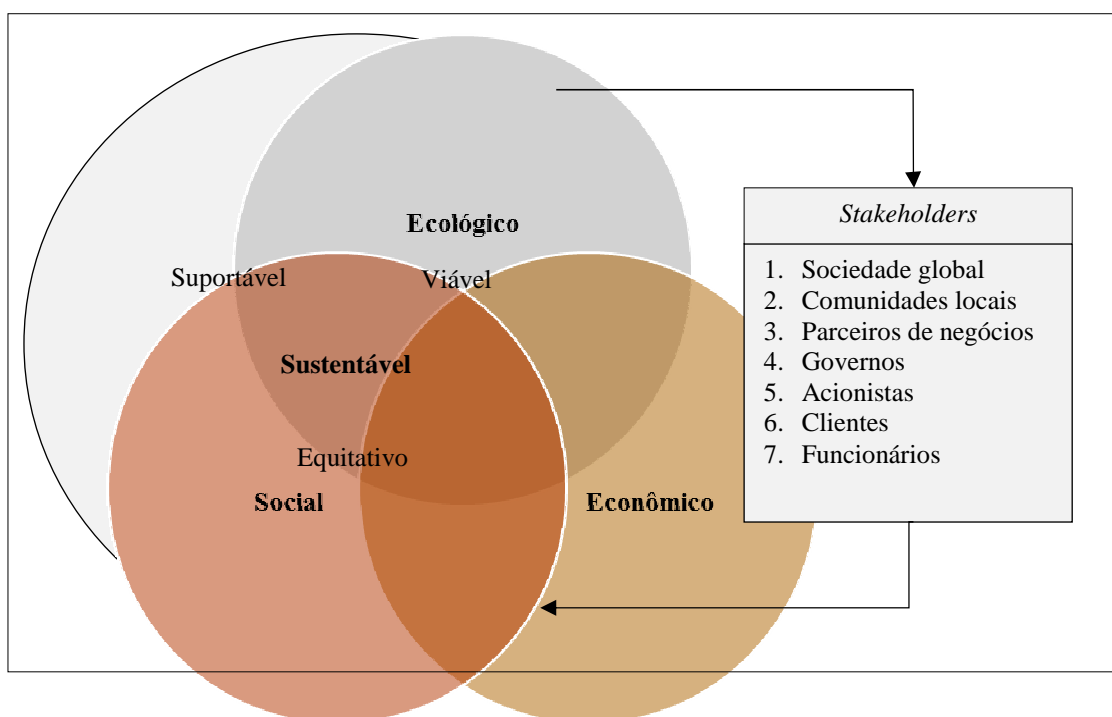 Ecológico
Suportável
Viável
Sustentável
Equitativo
Social
Econômico
Stakeholders
1. Sociedade global
2. Comunidades locais
3. Parceiros de negócios
4. Governos
5. Acionistas
6. Clientes
7. Funcionários